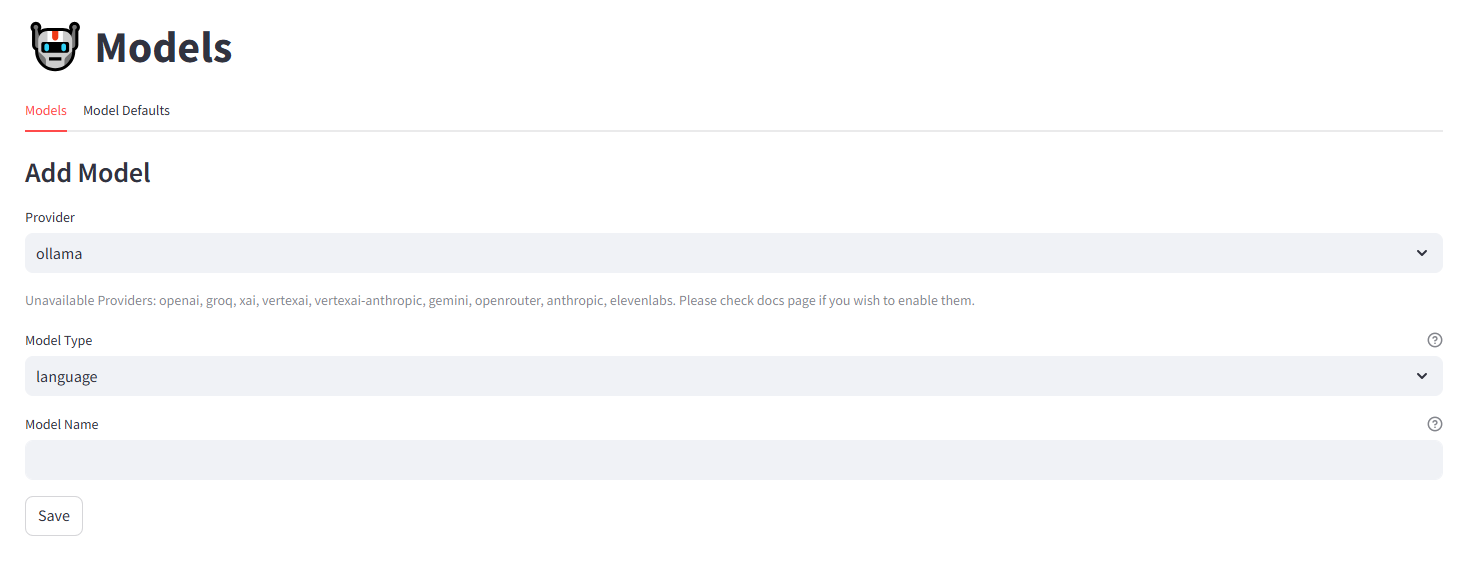 Models
Models Model Defaults
Add Model
Provider
ollama
Unavailable Providers: openai, groq, xai, vertexai, vertexai-anthropic, gemini, openrouter, anthropic, elevenlabs. Please check docs page if you wish to enable them.
Model Type
language
Model Name
Save